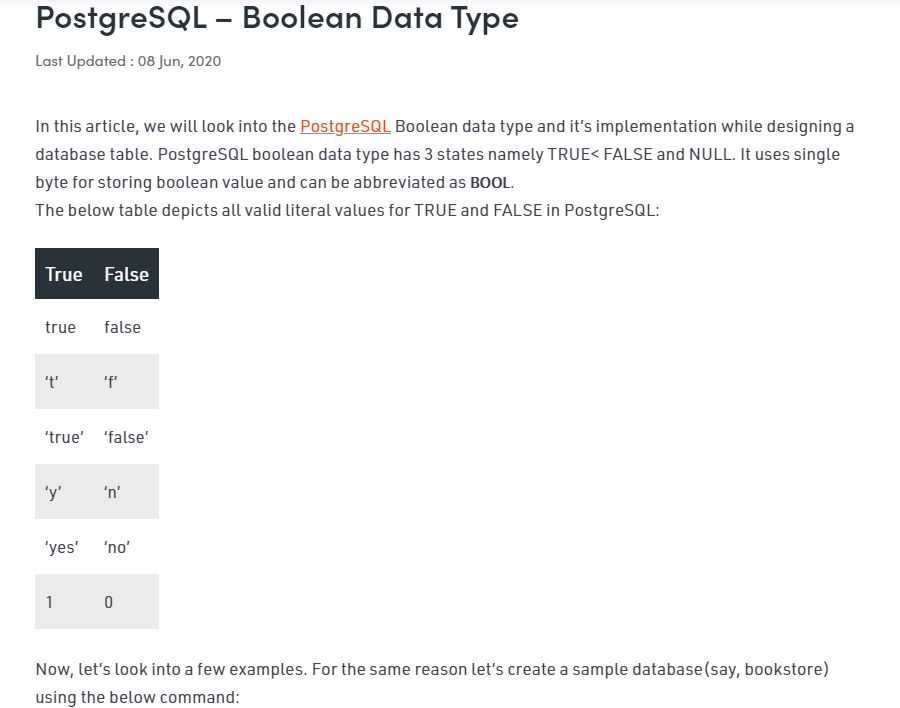 PostgreSQL – Boolean Data Type
Last Updated : 08 Jun, 2020
In this article, we will look into the PostgreSQL Boolean data type and it’s implementation while designing a
database table. PostgreSQL boolean data type has 3 states namely TRUE< FALSE and NULL. It uses single
byte for storing boolean value and can be abbreviated as BOOL.
The below table depicts all valid literal values for TRUE and FALSE in PostgreSQL:
True False
true false
‘t’ ‘f’
‘true’ ‘false’
‘y’ ‘n’
‘yes’ ‘no’
1 0
Now, let’s look into a few examples. For the same reason let’s create a sample database(say, bookstore)
using the below command: